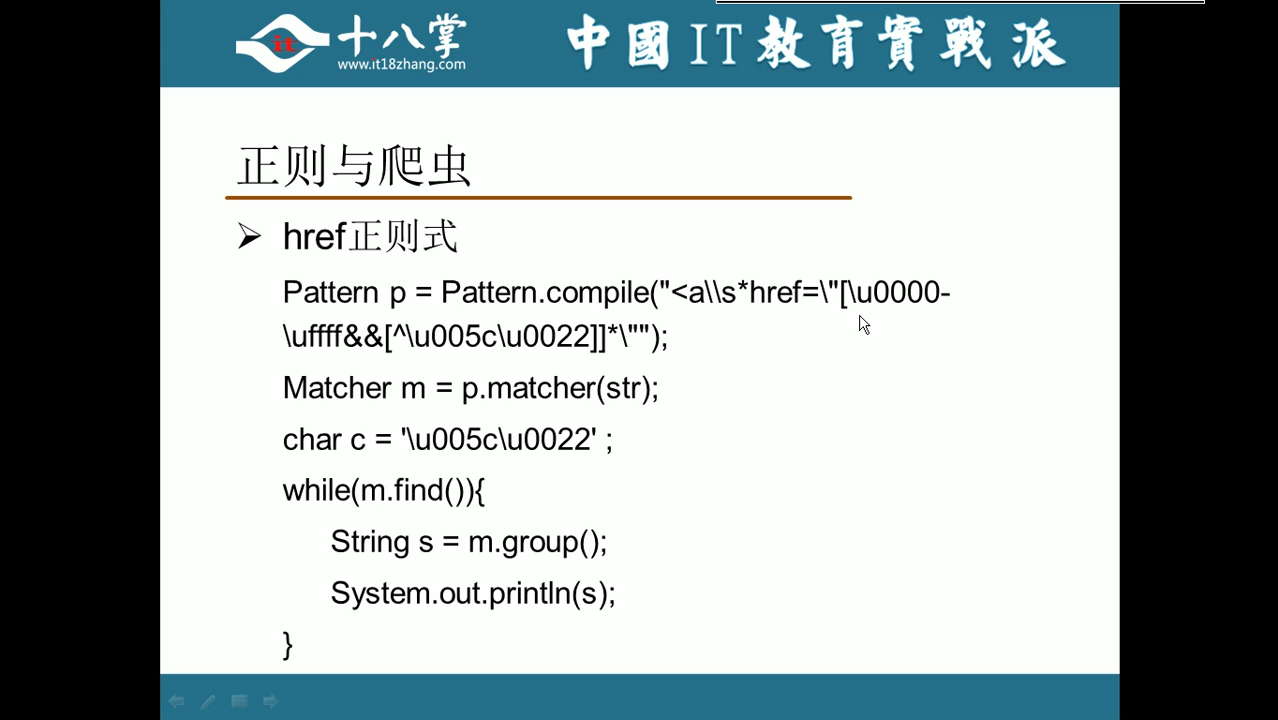 it
十八掌
www.it18zhang.com
中國IT教育實戰派
正则与爬虫
href正则式
Pattern p = Pattern.compile("<a\\s*href=\"[\u0000-
\uffff&&[^\u005c\u0022]]*\"");
Matcher m = p.matcher(str);
char c = '\u005c\u0022' ;
while(m.find()){
String s = m.group();
System.out.println(s);
}